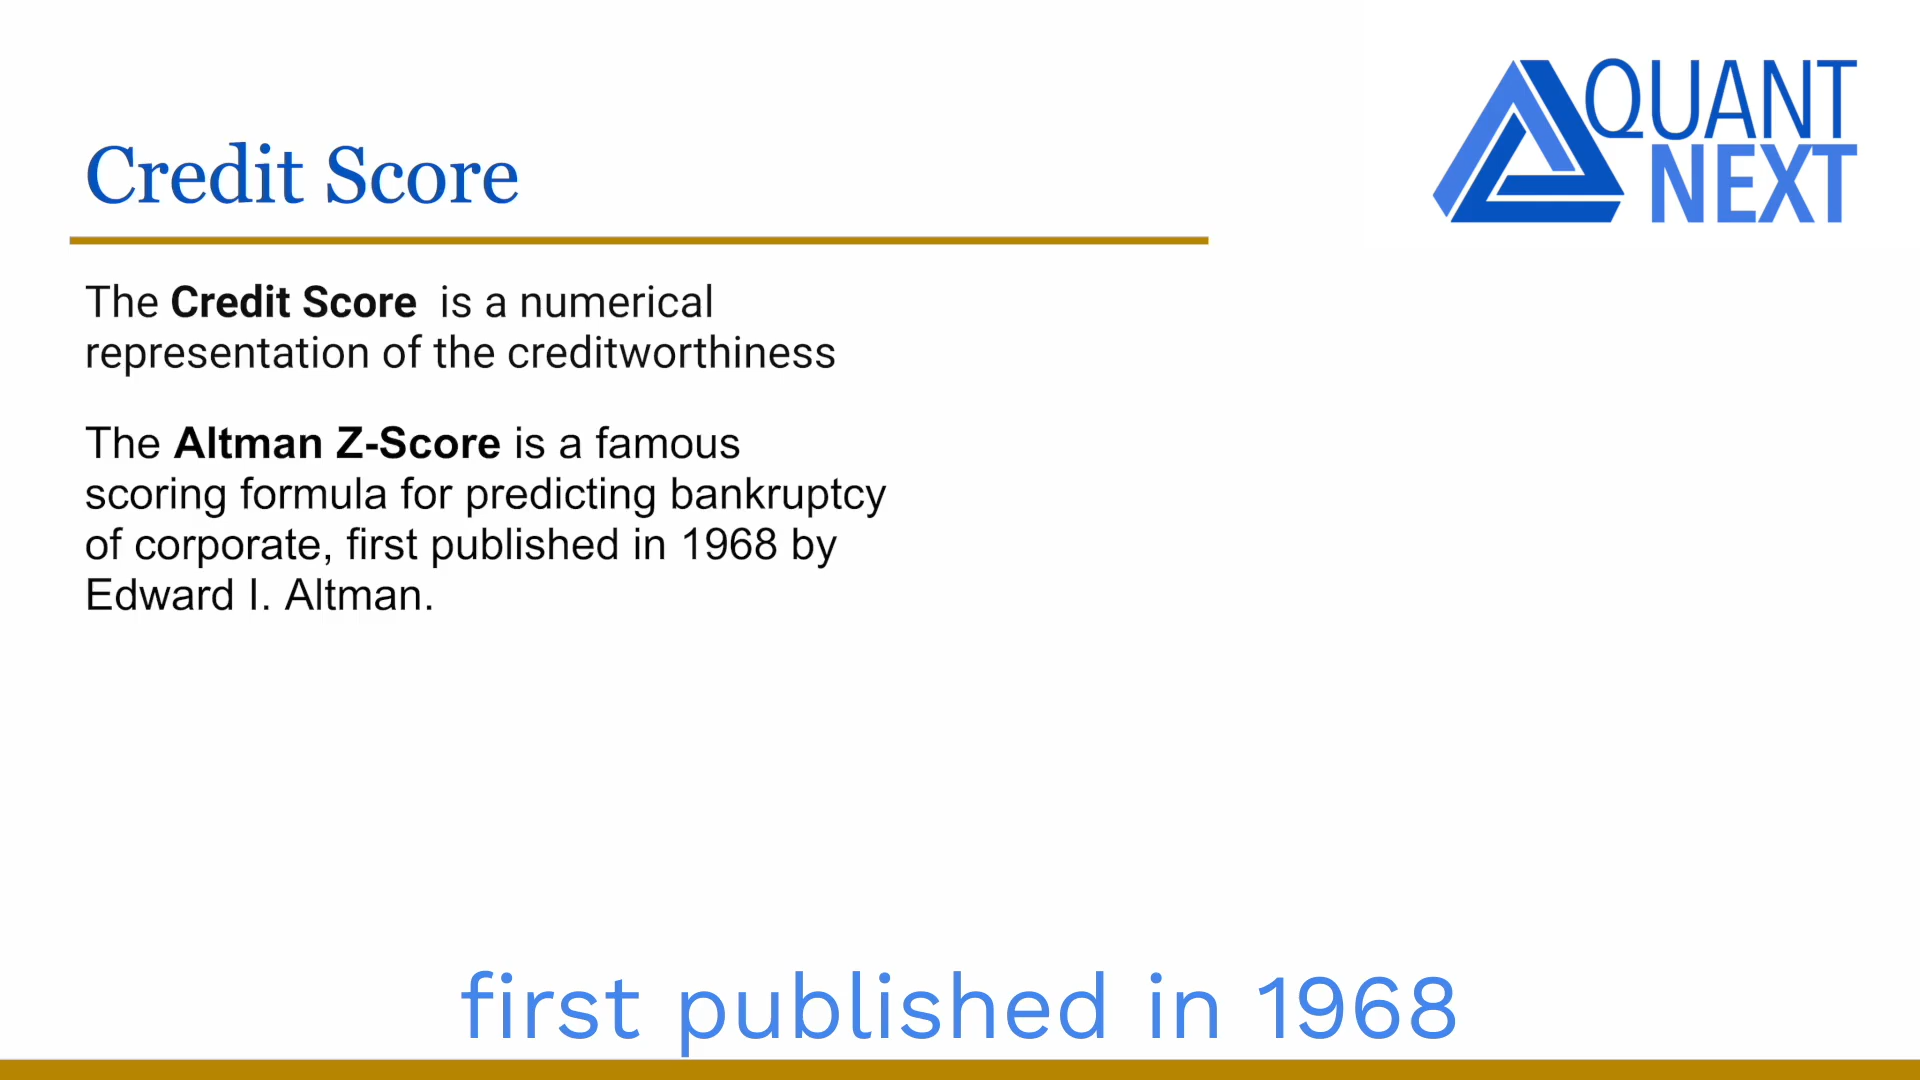 QUANT
NEXT
Credit Score
The Credit Score is a numerical
representation of the creditworthiness
The Altman Z-Score is a famous
scoring formula for predicting bankruptcy
of corporate, first published in 1968 by
Edward I. Altman.
first published in 1968